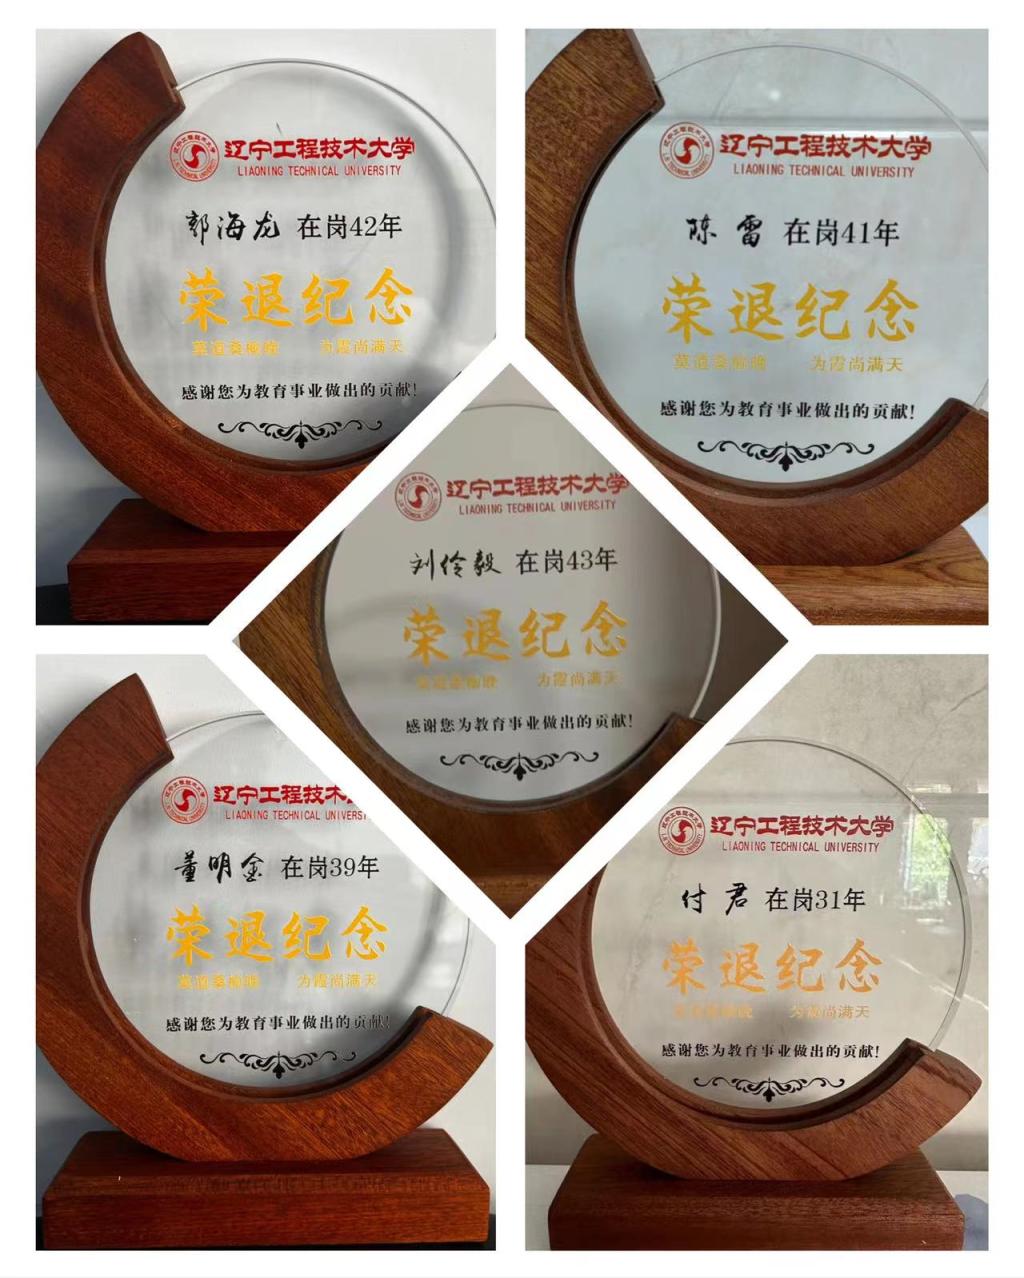 辽宁工程技术大学
LIAONING TECHNICAL UNIVERSITY
郭海龙 在岗42年
荣退纪念
莫道桑榆晚 为霞尚满天
感谢您为教育事业做出的贡献!
辽宁工程技术大学
LIAONING TECHNICAL UNIVERSITY
陈雷 在岗41年
荣退纪念
莫道桑榆晚 为霞尚满天
感谢您为教育事业做出的贡献!
辽宁工程技术大学
LIAONING TECHNICAL UNIVERSITY
刘伶毅 在岗43年
荣退纪念
莫道桑榆晚 为霞尚满天
感谢您为教育事业做出的贡献!
辽宁工程技术大
LIAONING TECHNICAL UNIVERSI
董明金 在岗39年
荣退纪念
莫道桑榆晚 为霞尚满天
感谢您为教育事业做出的贡献!
辽宁工程技术大学
LIAONING TECHNICAL UNIVERSITY
付君 在岗31年
荣退纪念
莫道桑榆晚 为霞尚满天
感谢您为教育事业做出的贡献!